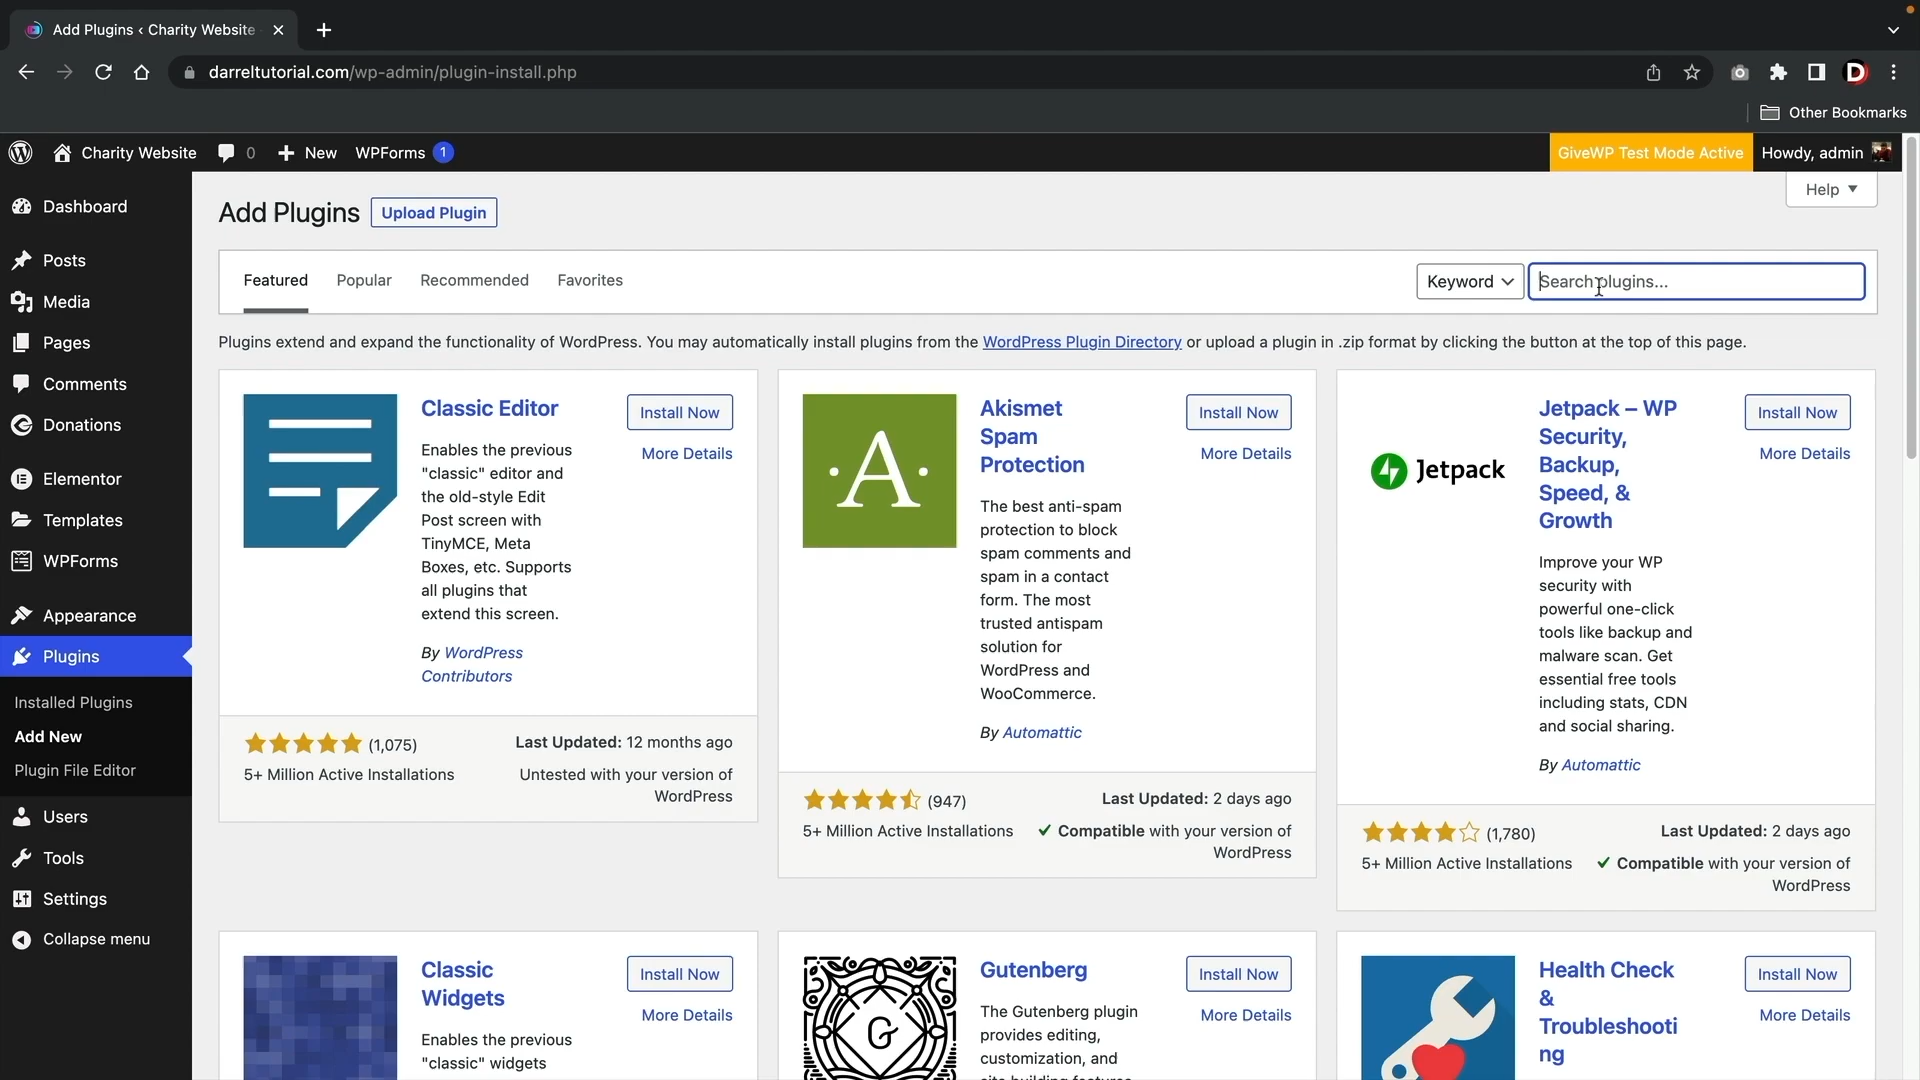 Add Plugins ‹ Charity Website
darreltutorial.com/wp-admin/plugin-install.php
Other Bookmarks
Charity Website
0
New
WPForms 1
GiveWP Test Mode Active
Howdy, admin
Help
Dashboard
Posts
Media
Pages
Comments
Donations
Elementor
Templates
WPForms
Appearance
Plugins
Installed Plugins
Add New
Plugin File Editor
Users
Tools
Settings
Collapse menu
Add Plugins
Upload Plugin
Featured
Popular
Recommended
Favorites
Keyword
Search plugins...
Plugins extend and expand the functionality of WordPress. You may automatically install plugins from the WordPress Plugin Directory or upload a plugin in .zip format by clicking the button at the top of this page.
Classic Editor
Install Now
More Details
Enables the previous
"classic" editor and
the old-style Edit
Post screen with
TinyMCE, Meta
Boxes, etc. Supports
all plugins that
extend this screen.
By WordPress
Contributors
(1,075)
5+ Million Active Installations
Last Updated: 12 months ago
Untested with your version of
WordPress
A
Akismet
Spam
Protection
Install Now
More Details
The best anti-spam
protection to block
spam comments and
spam in a contact
form. The most
trusted antispam
solution for
WordPress and
WooCommerce.
By Automattic
(947)
5+ Million Active Installations
Last Updated: 2 days ago
Compatible with your version of
WordPress
Jetpack
Jetpack – WP
Security,
Backup,
Speed, &
Growth
Install Now
More Details
Improve your WP
security with
powerful one-click
tools like backup and
malware scan. Get
essential free tools
including stats, CDN
and social sharing.
By Automattic
(1,780)
5+ Million Active Installations
Last Updated: 2 days ago
Compatible with your version of
WordPress
Classic
Widgets
Install Now
More Details
Enables the previous
"classic" widgets
G
Gutenberg
Install Now
More Details
The Gutenberg plugin
provides editing,
customization, and
site building features
Health Check
&
Troubleshooti
ng
Install Now
More Details